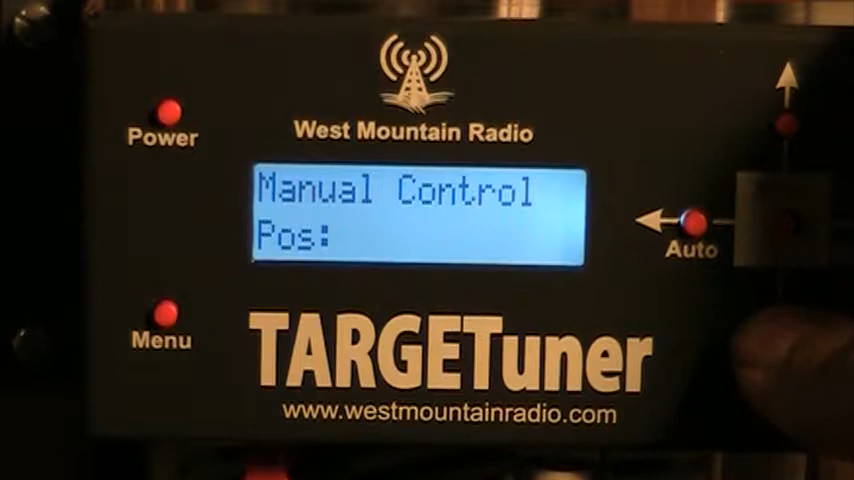 West Mountain Radio
Power
Manual Control
Pos:
Auto
Menu
TARGETuner
www.westmountainradio.com